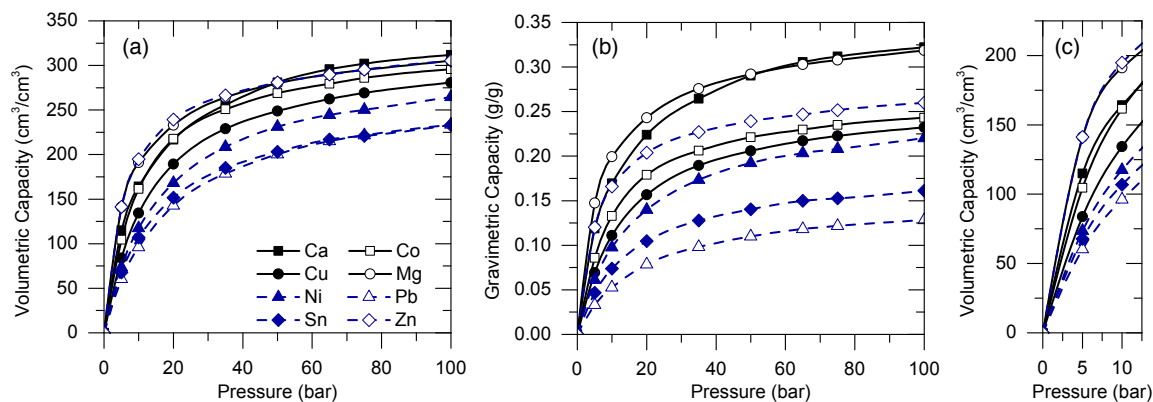 (a)
Volumetric Capacity (cm³/cm³)
350
300
250
200
150
100
50
0
Ca Co
Cu Mg
Ni Pb
Sn Zn
0 20 40 60 80 100
Pressure (bar)
(b)
Gravimetric Capacity (g/g)
0.35
0.30
0.25
0.20
0.15
0.10
0.05
0.00
0 20 40 60 80 100
Pressure (bar)
(c)
Volumetric Capacity (cm³/cm³)
200
150
100
50
0
0 5 10
Pressure (bar)